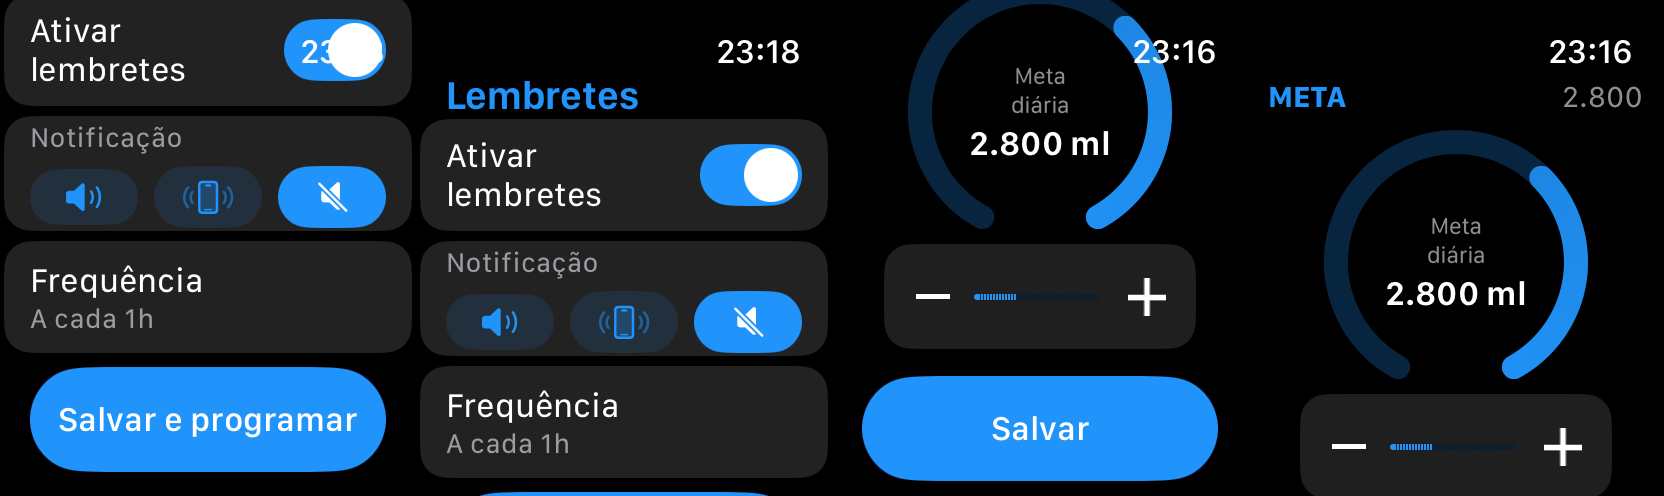 Ativar
lembretes
23
Notificação
Frequência
A cada 1h
Salvar e programar
23:18
Lembretes
Ativar
lembretes
Notificação
Frequência
A cada 1h
23:16
Meta
diária
2.800 ml
Salvar
23:16
META 2.800
Meta
diária
2.800 ml